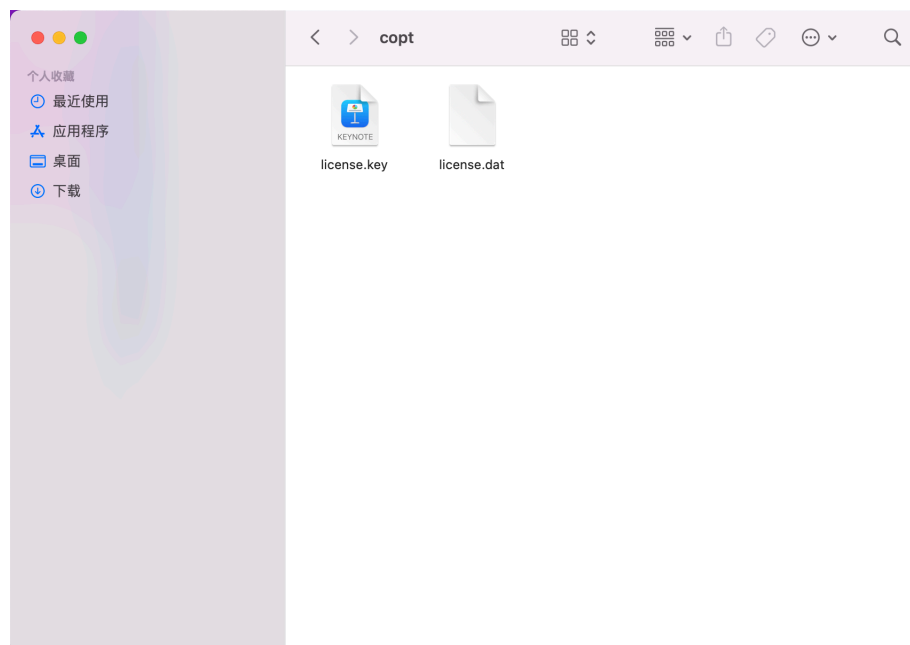 copt
个人收藏
最近使用
应用程序
桌面
下载
KEYNOTE
license.key
license.dat